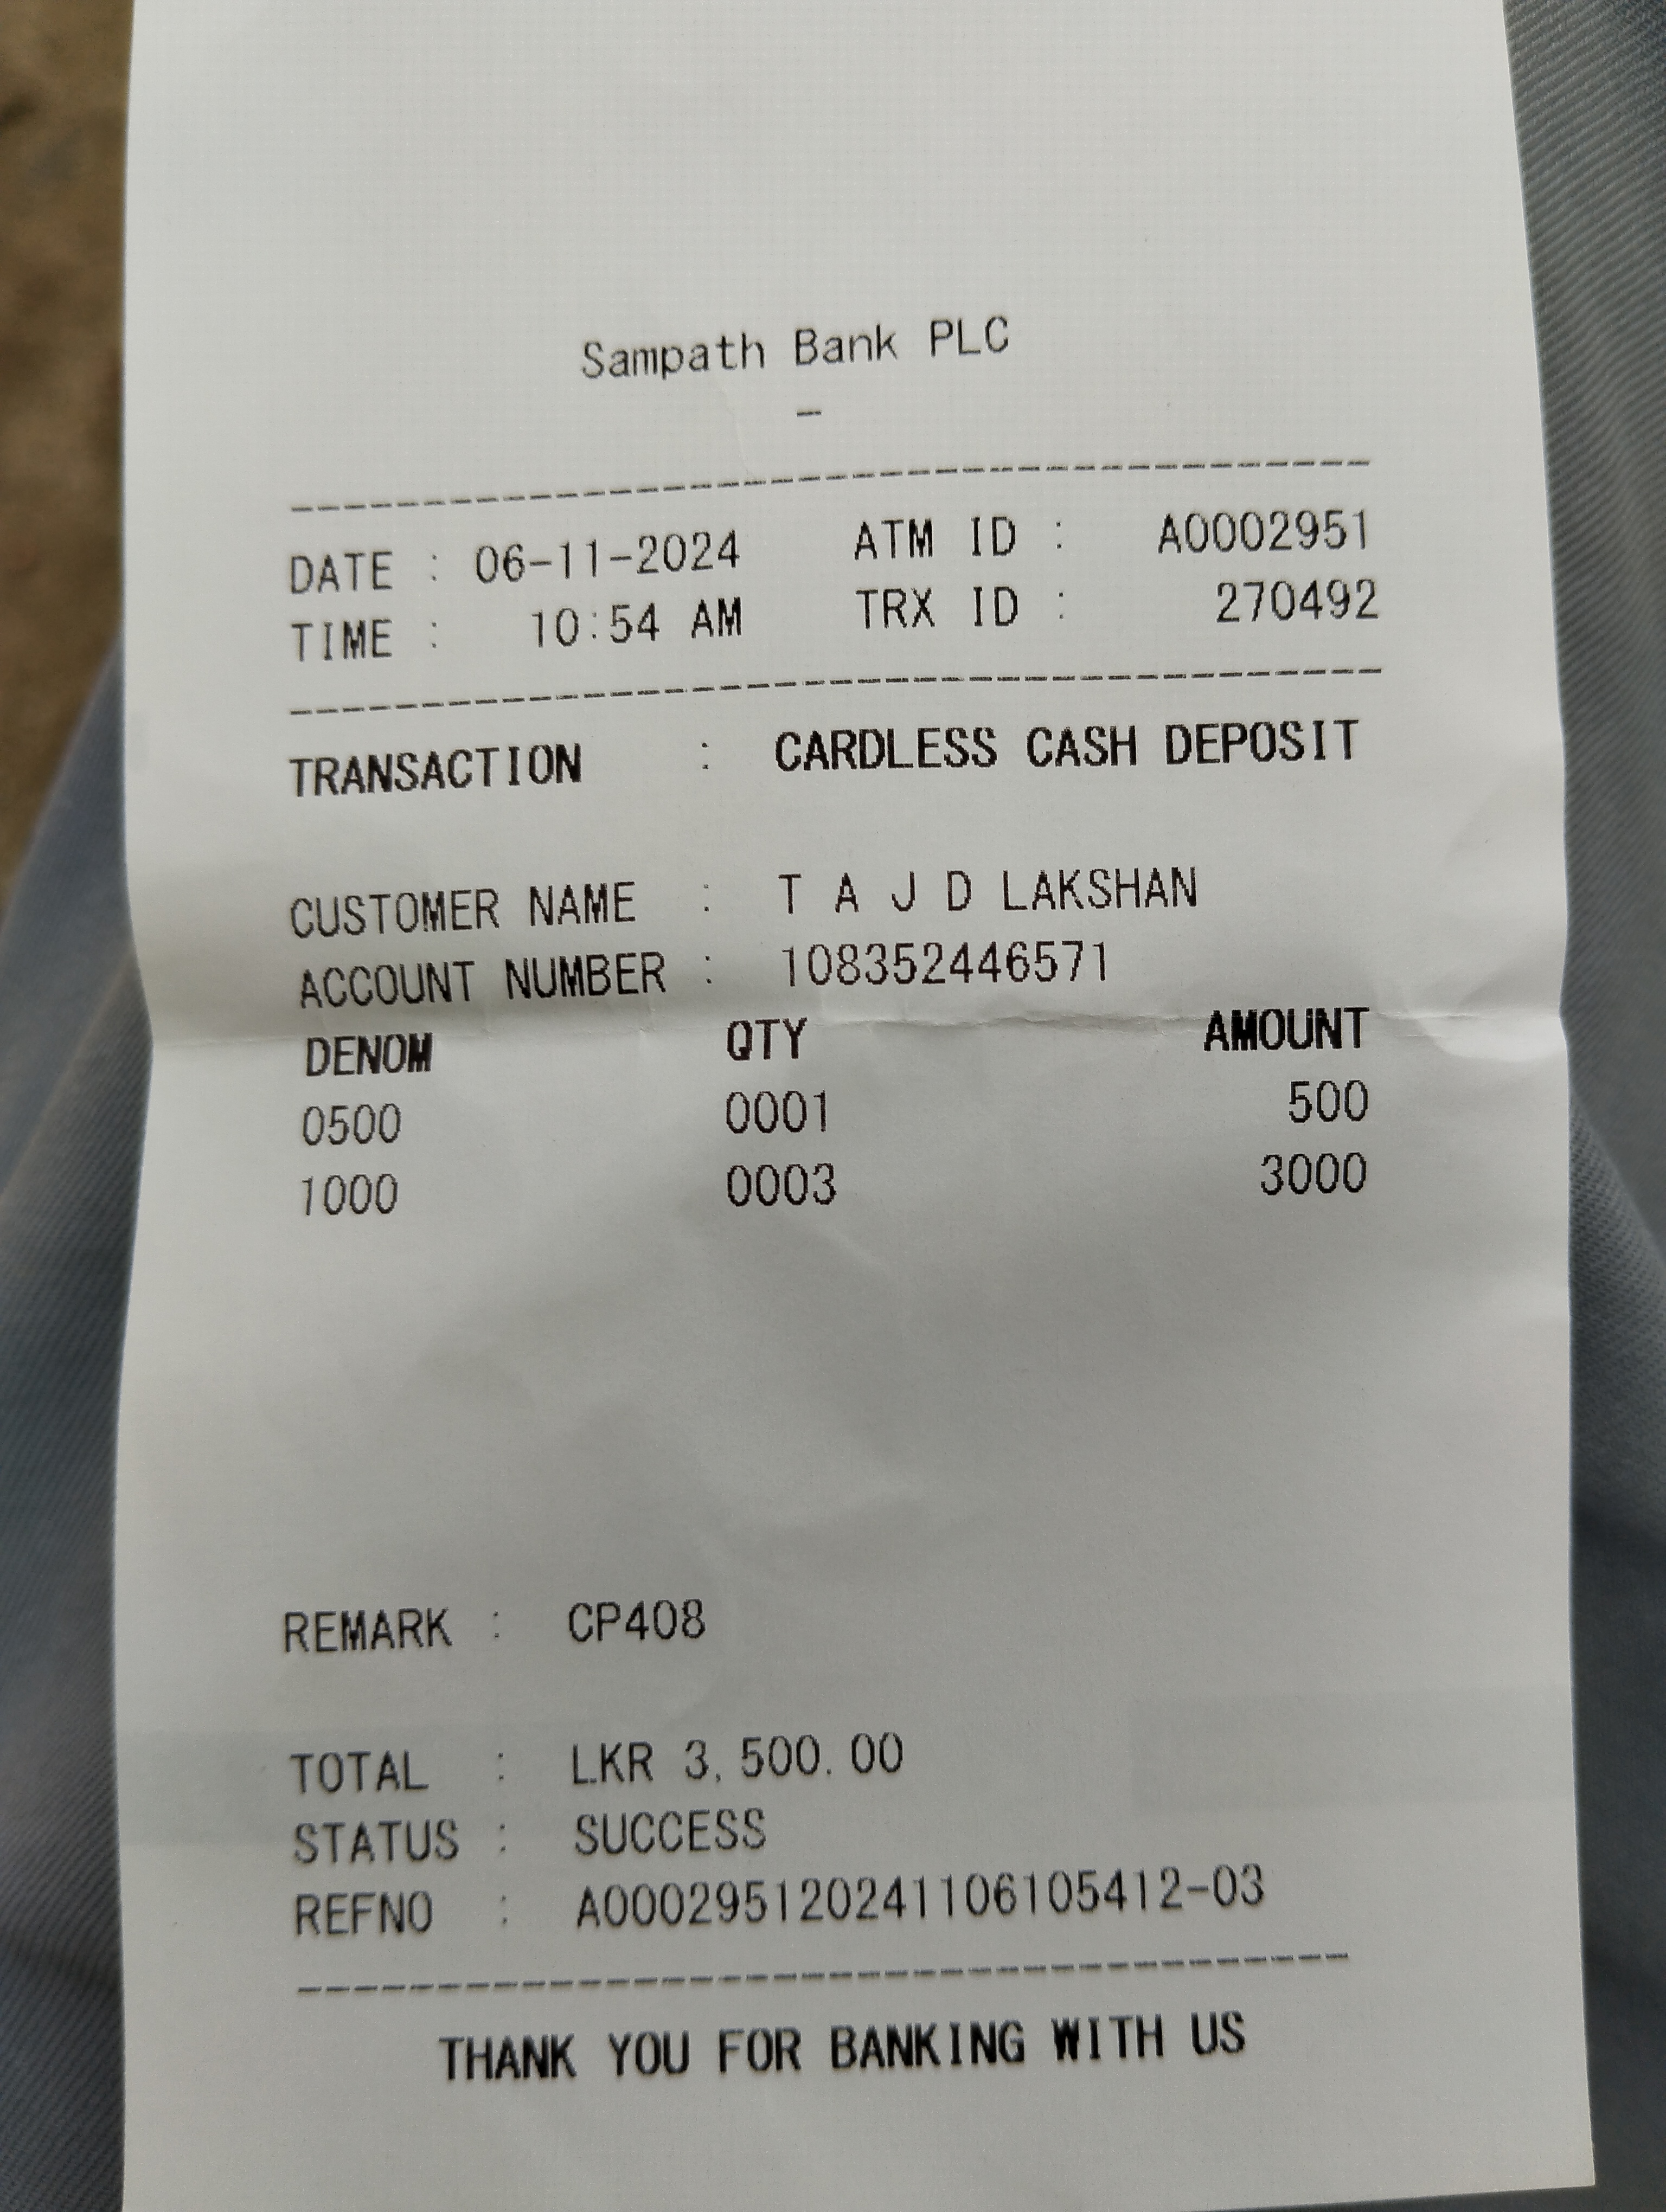 Sampath Bank PLC
-
DATE : 06-11-2024 ATM ID : A0002951
TIME : 10:54 AM TRX ID : 270492
TRANSACTION : CARDLESS CASH DEPOSIT
CUSTOMER NAME : T A J D LAKSHAN
ACCOUNT NUMBER : 108352446571
DENOM QTY AMOUNT
0500 0001 500
1000 0003 3000
REMARK : CP408
TOTAL : LKR 3,500.00
STATUS : SUCCESS
REFNO : A000295120241106105412-03
THANK YOU FOR BANKING WITH US